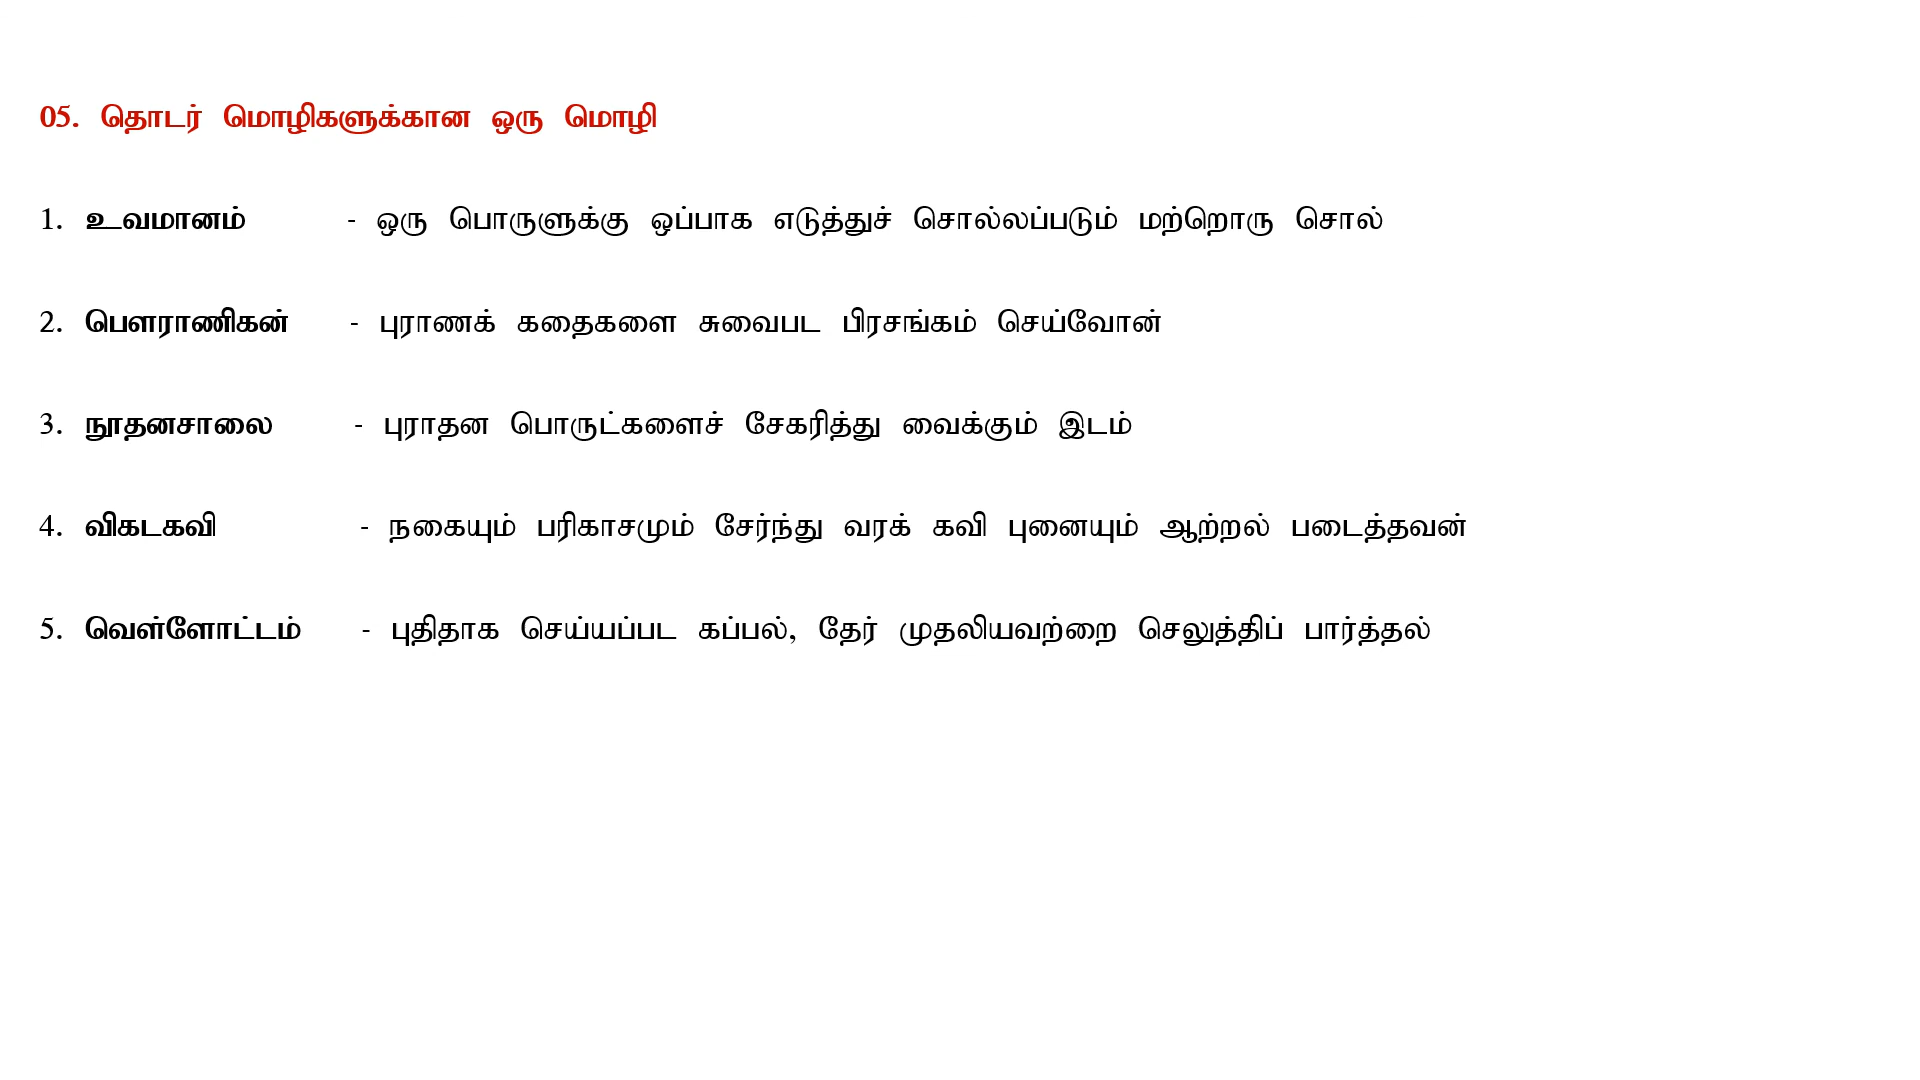 05. தொடர் மொழிகளுக்கான ஒரு மொழி
1. உவமானம் - ஒரு பொருளுக்கு ஒப்பாக எடுத்துச் சொல்லப்படும் மற்றொரு சொல்
2. பௌராணிகன் - புராணக் கதைகளை சுவைபட பிரசங்கம் செய்வோன்
3. நூதனசாலை - புராதன பொருட்களைச் சேகரித்து வைக்கும் இடம்
4. விகடகவி - நகையும் பரிகாசமும் சேர்ந்து வரக் கவி புனையும் ஆற்றல் படைத்தவன்
5. வெள்ளோட்டம் - புதிதாக செய்யப்பட கப்பல், தேர் முதலியவற்றை செலுத்திப் பார்த்தல்